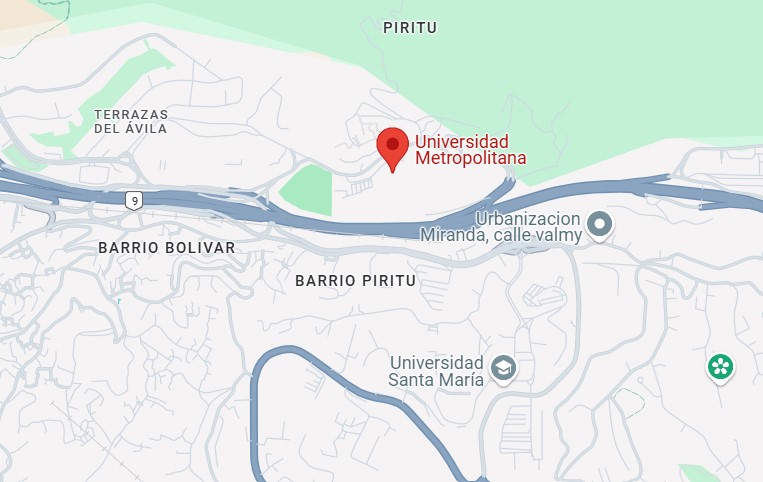 PIRITU
TERRAZAS
DEL ÁVILA
Universidad
Metropolitana
9
Urbanizacion
Miranda, calle valmy
BARRIO BOLIVAR
BARRIO PIRITU
Universidad
Santa María